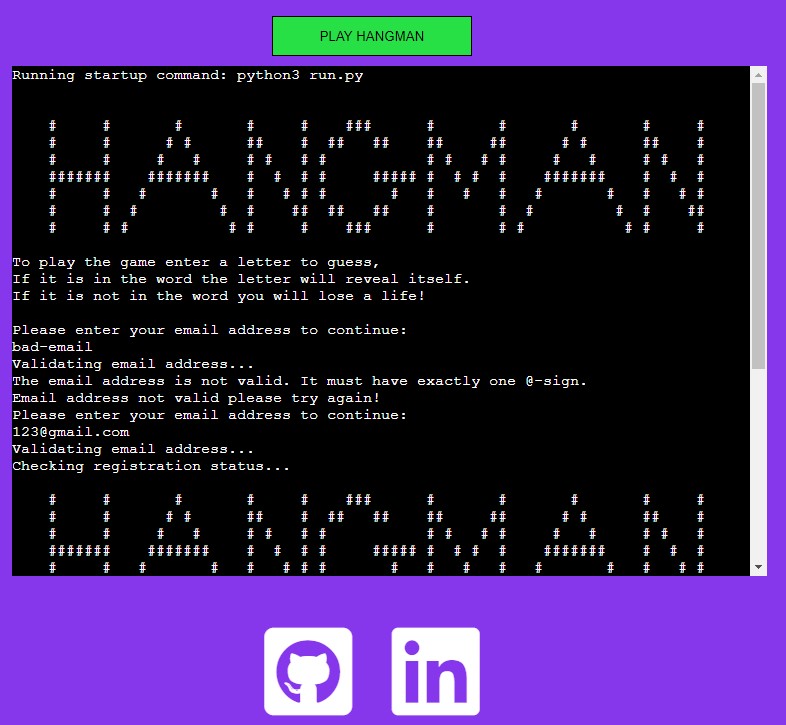 PLAY HANGMAN
Running startup command: python3 run.py
HANGMAN
To play the game enter a letter to guess,
If it is in the word the letter will reveal itself.
If it is not in the word you will lose a life!
Please enter your email address to continue:
bad-email
Validating email address...
The email address is not valid. It must have exactly one @-sign.
Email address not valid please try again!
Please enter your email address to continue:
123@gmail.com
Validating email address...
Checking registration status...
HANGMAN
in